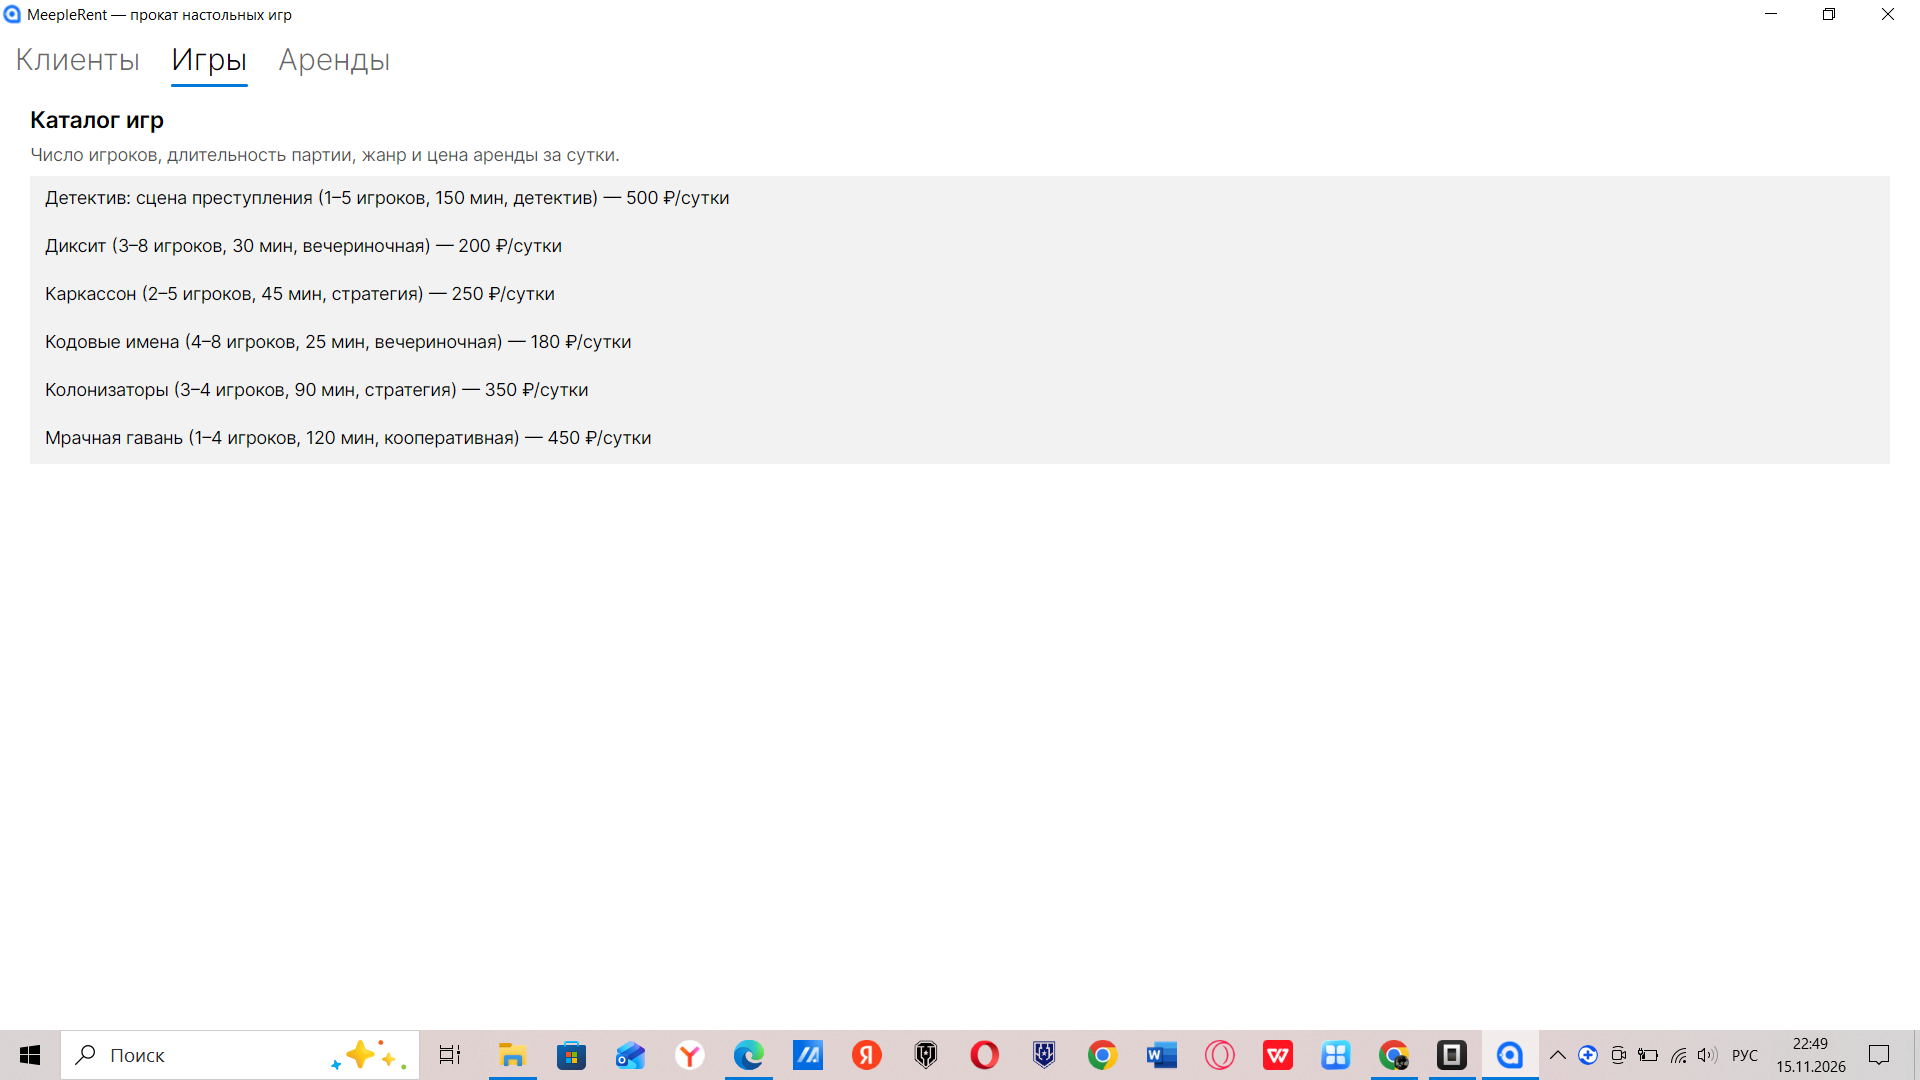 MeepleRent — прокат настольных игр
Клиенты Игры Аренды
Каталог игр
Число игроков, длительность партии, жанр и цена аренды за сутки.
Детектив: сцена преступления (1–5 игроков, 150 мин, детектив) — 500 ₽/сутки
Диксит (3–8 игроков, 30 мин, вечериночная) — 200 ₽/сутки
Каркассон (2–5 игроков, 45 мин, стратегия) — 250 ₽/сутки
Кодовые имена (4–8 игроков, 25 мин, вечериночная) — 180 ₽/сутки
Колонизаторы (3–4 игроков, 90 мин, стратегия) — 350 ₽/сутки
Мрачная гавань (1–4 игроков, 120 мин, кооперативная) — 450 ₽/сутки
Поиск
РУС
22:49
15.11.2026